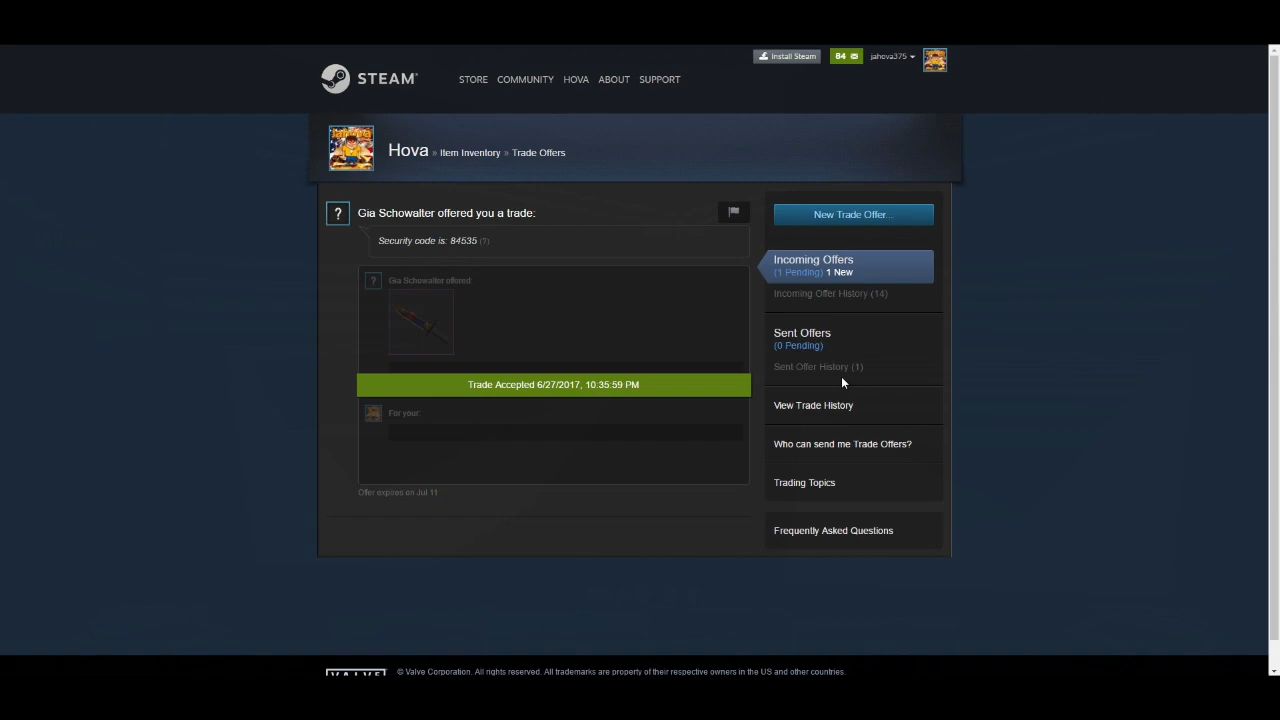 Install Steam
84
jahova375
STEAM
STORE COMMUNITY HOVA ABOUT SUPPORT
Hova » Item Inventory » Trade Offers
? Gia Schowalter offered you a trade:
Security code is: 84535 (?)
? Gia Schowalter offered:
Trade Accepted 6/27/2017, 10:35:59 PM
For your:
Offer expires on Jul 11
New Trade Offer...
Incoming Offers
(1 Pending) 1 New
Incoming Offer History (14)
Sent Offers
(0 Pending)
Sent Offer History (1)
View Trade History
Who can send me Trade Offers?
Trading Topics
Frequently Asked Questions
VALVE
© Valve Corporation. All rights reserved. All trademarks are property of their respective owners in the US and other countries.